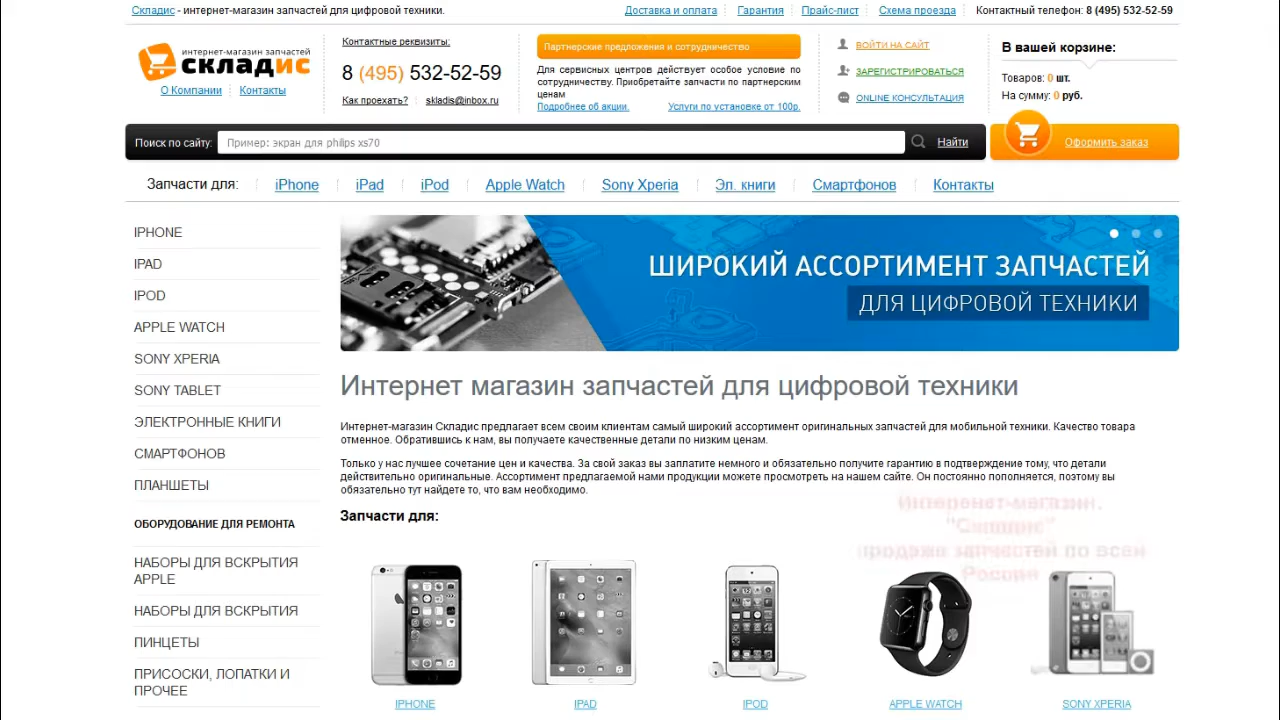 Складис - интернет-магазин запчастей для цифровой техники.
Доставка и оплата
Гарантия
Прайс-лист
Схема проезда
Контактный телефон: 8 (495) 532-52-59
интернет-магазин запчастей
складис
О Компании
Контакты
Контактные реквизиты:
8 (495) 532-52-59
Как проехать?
skladis@inbox.ru
Партнерские предложения и сотрудничество
Для сервисных центров действует особое условие по
сотрудничеству. Приобретайте запчасти по партнерским
ценам
Подробнее об акции.
Услуги по установке от 100р.
ВОЙТИ НА САЙТ
ЗАРЕГИСТРИРОВАТЬСЯ
ONLINE КОНСУЛЬТАЦИЯ
В вашей корзине:
Товаров: 0 шт.
На сумму: 0 руб.
Поиск по сайту:
Пример: экран для philips xs70
Найти
Оформить заказ
Запчасти для:
iPhone
iPad
iPod
Apple Watch
Sony Xperia
Эл. книги
Смартфонов
Контакты
IPHONE
IPAD
IPOD
APPLE WATCH
SONY XPERIA
SONY TABLET
ЭЛЕКТРОННЫЕ КНИГИ
СМАРТФОНОВ
ПЛАНШЕТЫ
ОБОРУДОВАНИЕ ДЛЯ РЕМОНТА
НАБОРЫ ДЛЯ ВСКРЫТИЯ
APPLE
НАБОРЫ ДЛЯ ВСКРЫТИЯ
ПИНЦЕТЫ
ПРИСОСКИ, ЛОПАТКИ И
ПРОЧЕЕ
ШИРОКИЙ АССОРТИМЕНТ ЗАПЧАСТЕЙ
ДЛЯ ЦИФРОВОЙ ТЕХНИКИ
Интернет магазин запчастей для цифровой техники
Интернет-магазин Складис предлагает всем своим клиентам самый широкий ассортимент оригинальных запчастей для мобильной техники. Качество товара
отменное. Обратившись к нам, вы получаете качественные детали по низким ценам.
Только у нас лучшее сочетание цен и качества. За свой заказ вы заплатите немного и обязательно получите гарантию в подтверждение тому, что детали
действительно оригинальные. Ассортимент предлагаемой нами продукции можете просмотреть на нашем сайте. Он постоянно пополняется, поэтому вы
обязательно тут найдете то, что вам необходимо.
Запчасти для:
продажа запчастей по всей
IPHONE
IPAD
IPOD
APPLE WATCH
SONY XPERIA